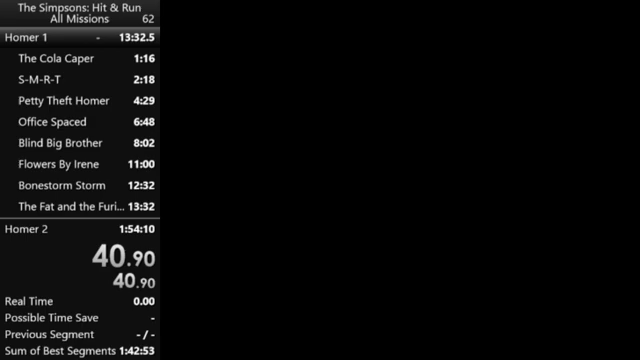 The Simpsons: Hit & Run
All Missions 62
Homer 1 - 13:32.5
The Cola Caper 1:16
S-M-R-T 2:18
Petty Theft Homer 4:29
Office Spaced 6:48
Blind Big Brother 8:02
Flowers By Irene 11:00
Bonestorm Storm 12:32
The Fat and the Furi... 13:32
Homer 2 1:54:10
40.90
40.90
Real Time 0.00
Possible Time Save -
Previous Segment - / -
Sum of Best Segments 1:42:53